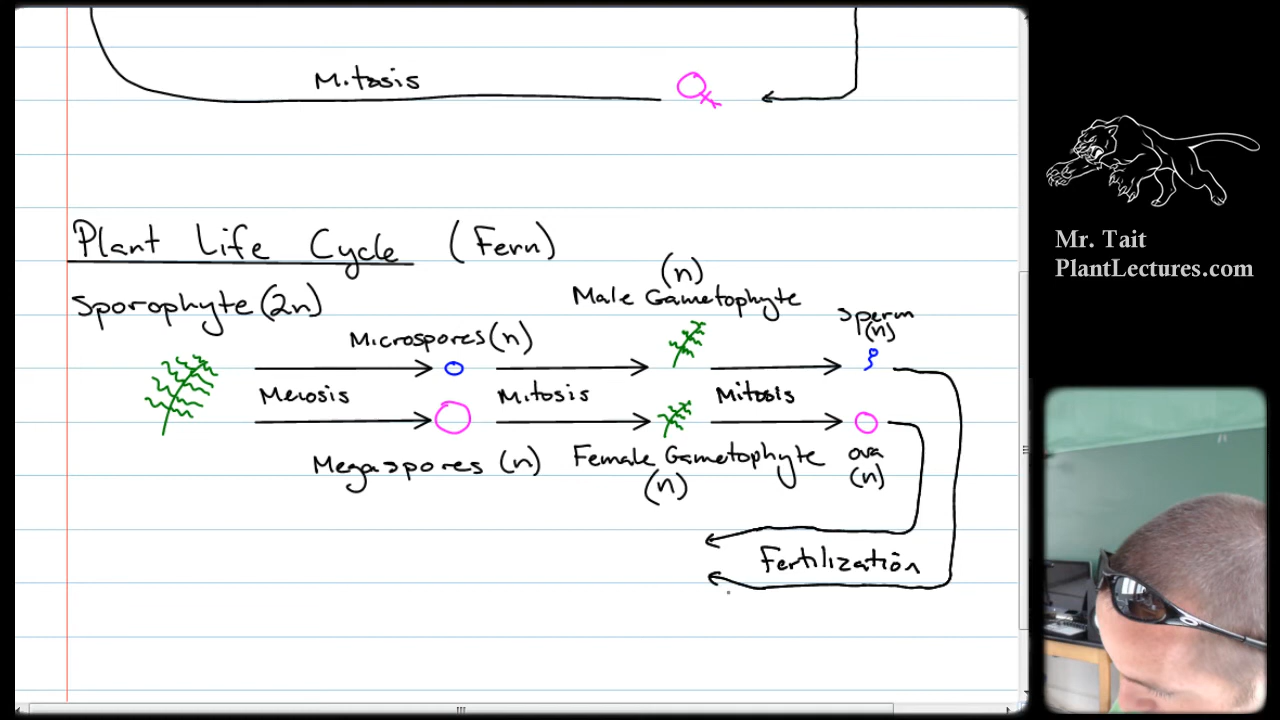 Mitosis
Plant Life Cycle (Fern)
Sporophyte (2n)
(n)
Male Gametophyte
Sperm
(n)
Microspores (n)
Meiosis
Mitosis
Mitosis
Megaspores (n)
Female Gametophyte
(n)
ova
(n)
Fertilization
Mr. Tait
PlantLectures.com